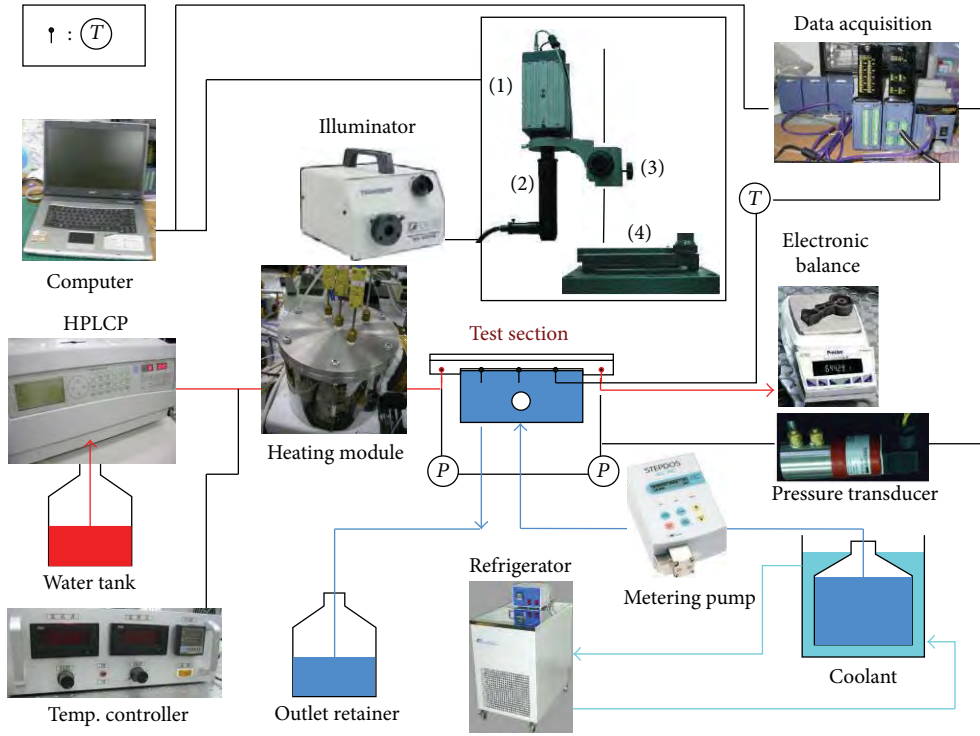 : T
Data acquisition
(1)
Illuminator
(2)
(3)
T
(4)
Computer
Electronic
balance
HPLCP
Test section
Heating module
P
P
STEPDOS
Pressure transducer
Water tank
Refrigerator
Metering pump
Coolant
Temp. controller
Outlet retainer